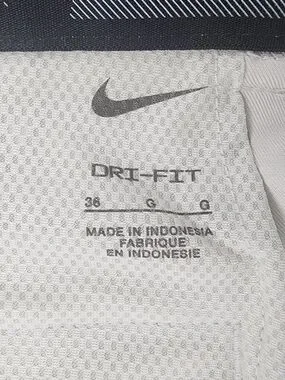 DRI-FIT
36 G G
MADE IN INDONESIA
FABRIQUE
EN INDONESIE